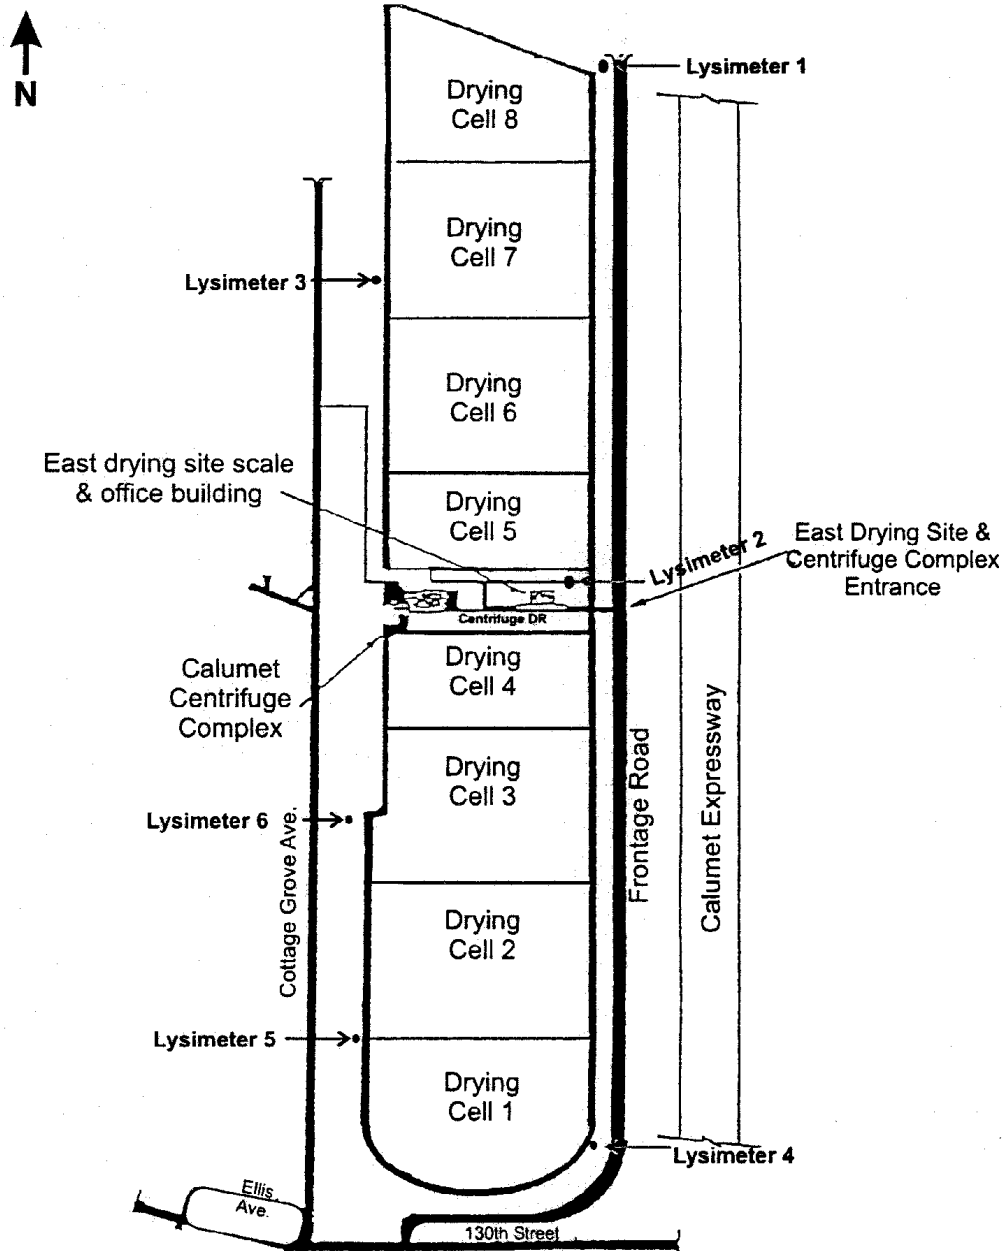 N
Lysimeter 1
Drying
Cell 8
Drying
Cell 7
Lysimeter 3
Drying
Cell 6
East drying site scale
& office building
Drying
Cell 5
Lysimeter 2
East Drying Site &
Centrifuge Complex
Entrance
Centrifuge DR
Calumet
Centrifuge
Complex
Drying
Cell 4
Drying
Cell 3
Frontage Road
Calumet Expressway
Lysimeter 6
Cottage Grove Ave.
Drying
Cell 2
Lysimeter 5
Drying
Cell 1
Lysimeter 4
Ellis
Ave.
130th Street